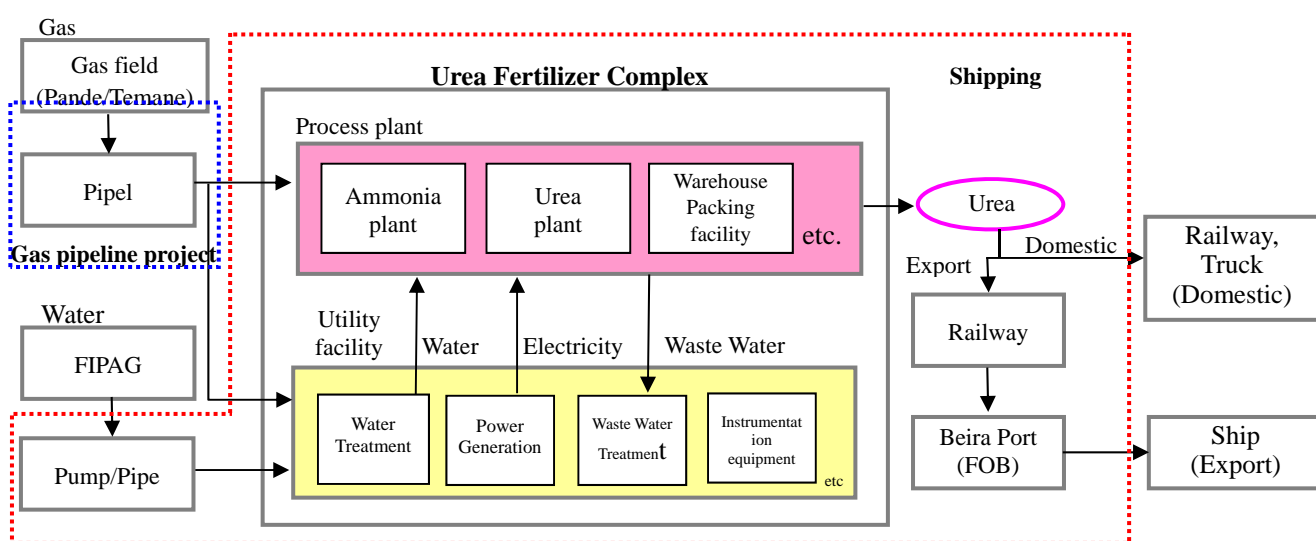 Gas
Gas field
(Pande/Temane)
Pipel
Gas pipeline project
Water
FIPAG
Pump/Pipe
Urea Fertilizer Complex
Process plant
Ammonia
plant
Urea
plant
Warehouse
Packing
facility
etc.
Utility
facility
Water
Electricity
Waste Water
Water
Treatment
Power
Generation
Waste Water
Treatment
Instrumentat
ion
equipment
etc
Shipping
Urea
Domestic
Export
Railway
Beira Port
(FOB)
Railway,
Truck
(Domestic)
Ship
(Export)